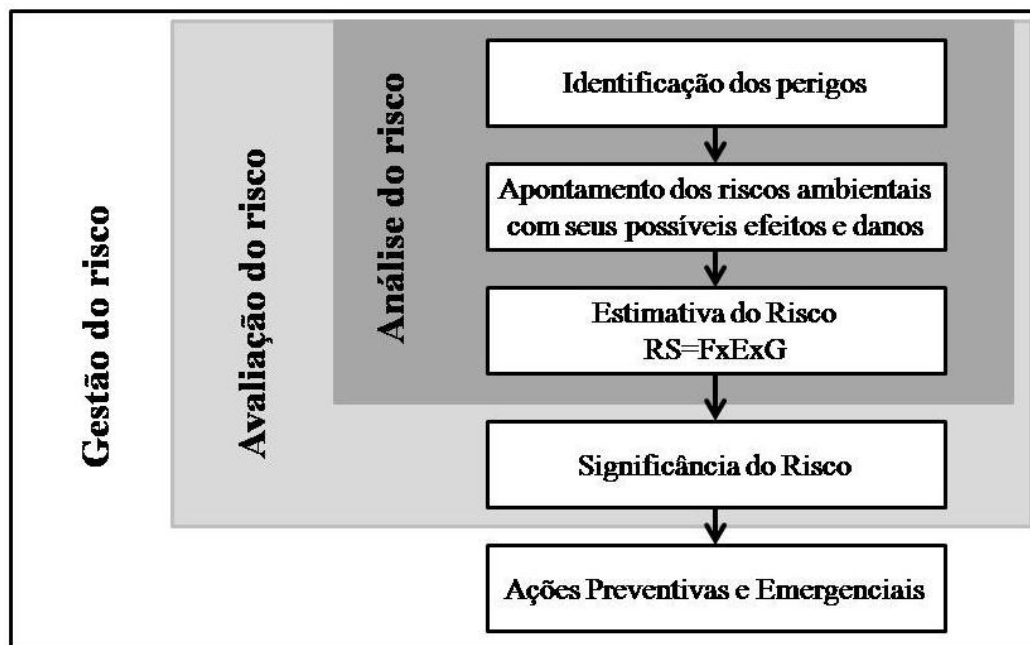 Gestão do risco
Avaliação do risco
Análise do risco
Identificação dos perigos
Apontamento dos riscos ambientais
com seus possíveis efeitos e danos
Estimativa do Risco
RS=FxExG
Significância do Risco
Ações Preventivas e Emergenciais